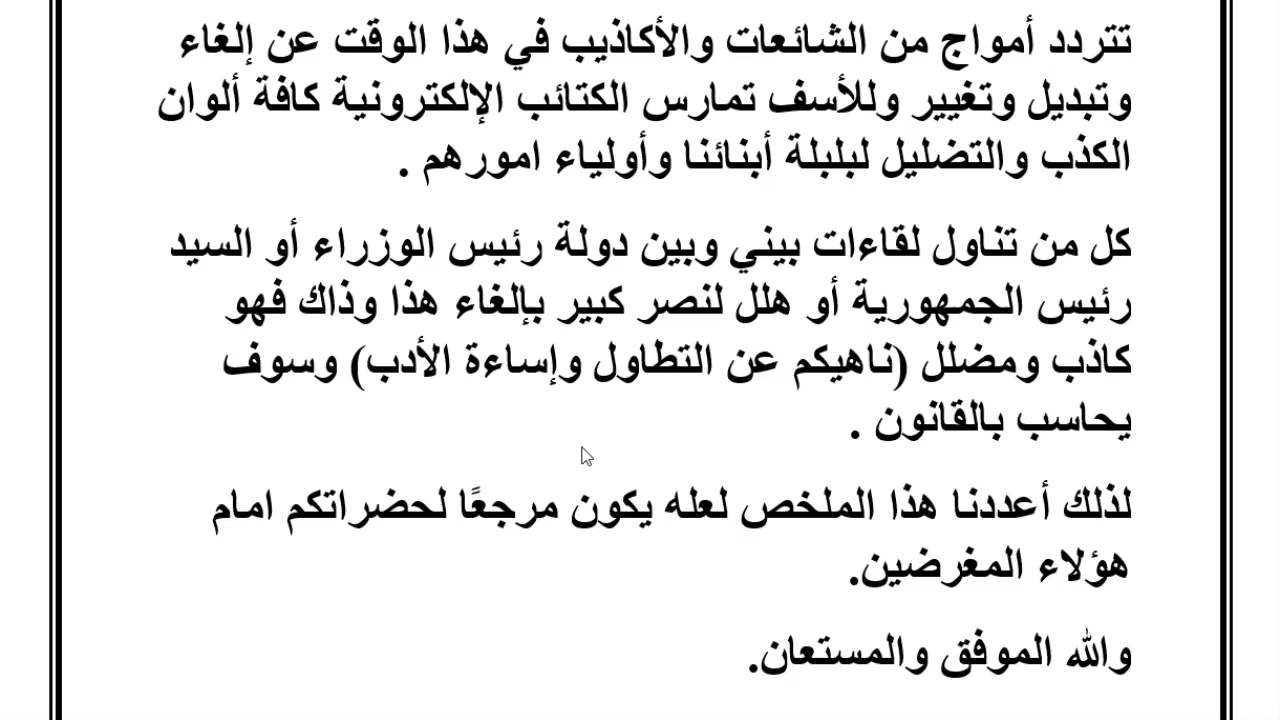 تتردد أمواج من الشائعات والأكاذيب في هذا الوقت عن إلغاء
وتبديل وتغيير وللأسف تمارس الكتائب الإلكترونية كافة ألوان
الكذب والتضليل لبلبلة أبنائنا وأولياء امورهم .
كل من تناول لقاءات بيني وبين دولة رئيس الوزراء أو السيد
رئيس الجمهورية أو هلل لنصر كبير بإلغاء هذا وذاك فهو
كاذب ومضلل (ناهيكم عن التطاول وإساءة الأدب) وسوف
يحاسب بالقانون .
لذلك أعددنا هذا الملخص لعله يكون مرجعًا لحضراتكم امام
هؤلاء المغرضين.
والله الموفق والمستعان.